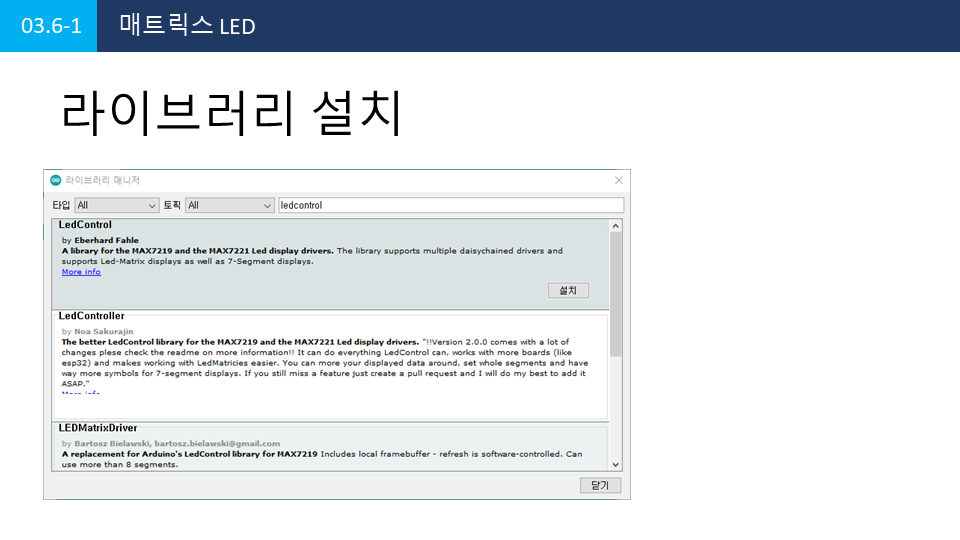 03.6-1 매트릭스 LED
라이브러리 설치
라이브러리 매니저
타입 All 토픽 All ledcontrol
LedControl
by Eberhard Fahle
A library for the MAX7219 and the MAX7221 Led display drivers. The library supports multiple daisychained drivers and
supports Led-Matrix displays as well as 7-Segment displays.
More info
설치
LedController
by Noa Sakurajin
The better LedControl library for the MAX7219 and the MAX7221 Led display drivers. "!!Version 2.0.0 comes with a lot of
changes plese check the readme on more information!! It can do everything LedControl can, works with more boards (like
esp32) and makes working with LedMatricies easier. You can more your displayed data around, set whole segments and have
way more symbols for 7-segment displays. If you still miss a feature just create a pull request and I will do my best to add it
ASAP."
More info
LEDMatrixDriver
by Bartosz Bielawski, bartosz.bielawski@gmail.com
A replacement for Arduino's LedControl library for MAX7219 Includes local framebuffer - refresh is software-controlled. Can
use more than 8 segments.
닫기